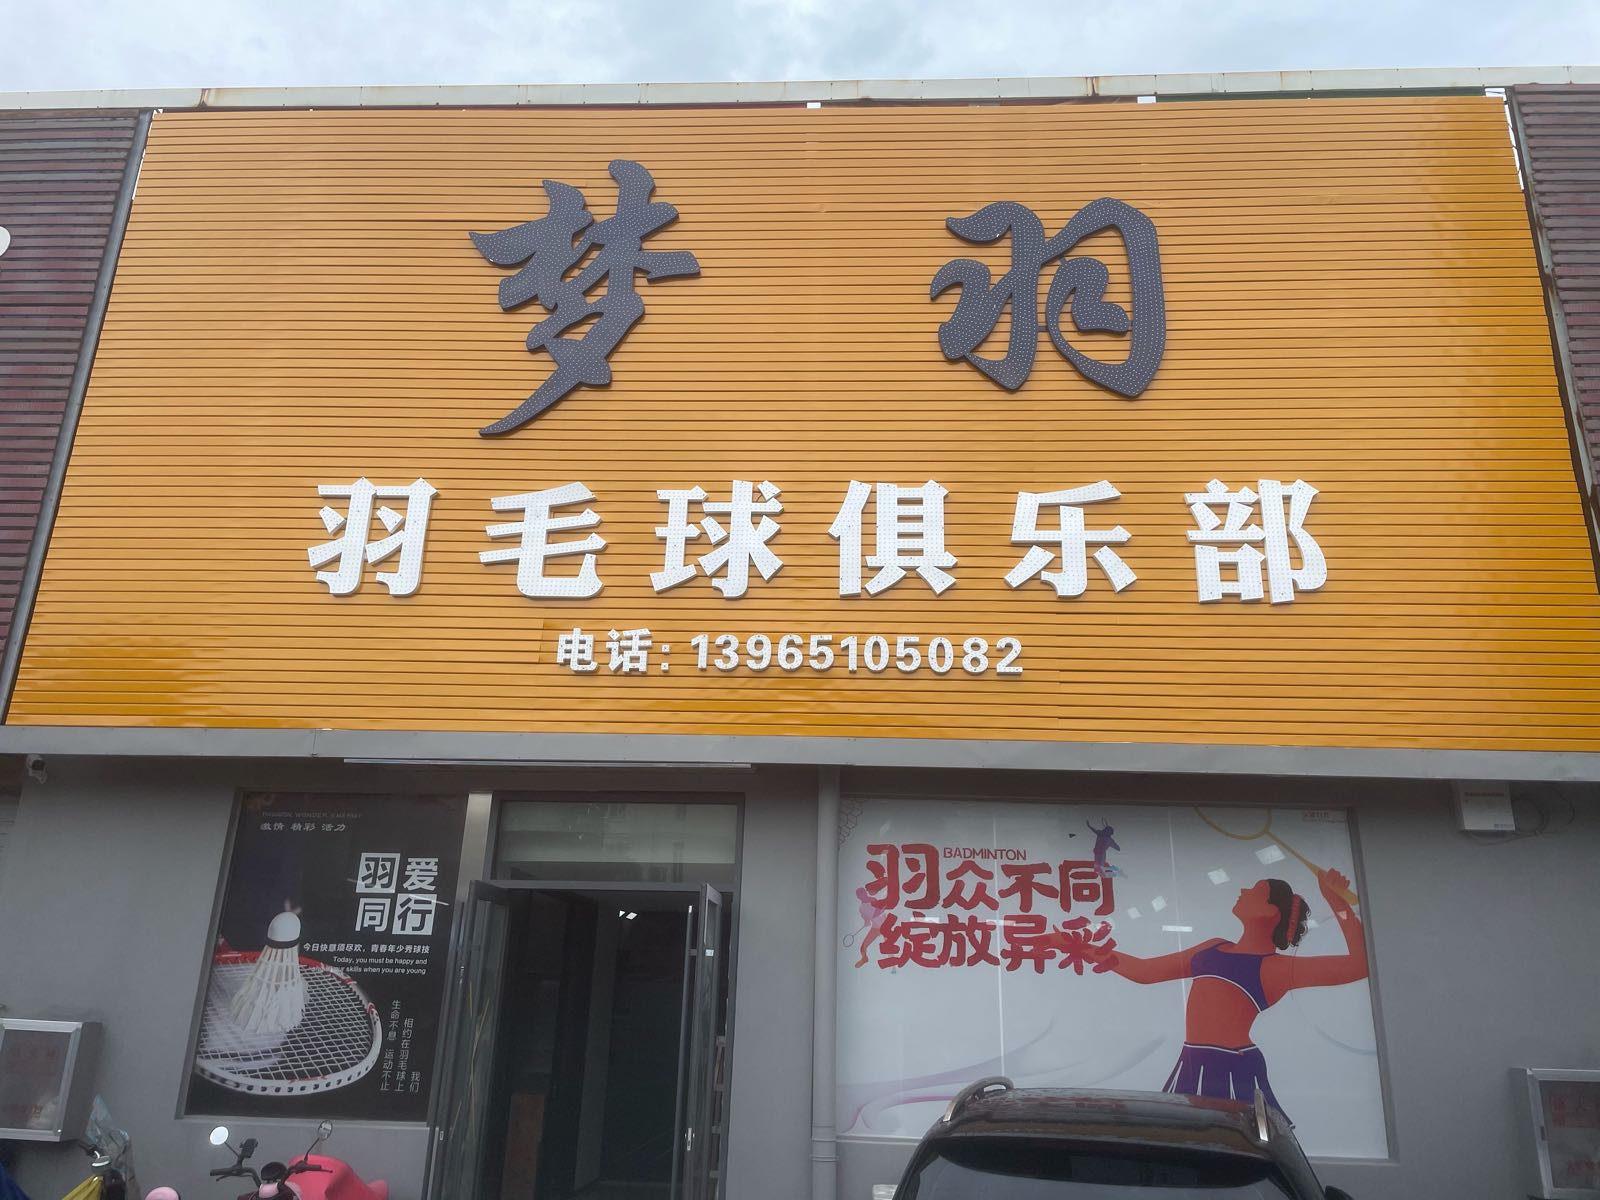 梦羽
羽毛球俱乐部
电话：13965105082
激情 精彩 活力
羽爱
同行
今日快意须尽欢，青春年少秀球技
Today, you must be happy and
your skills when you are young
生命不息 运动不止
相约在羽毛球上
我们
BADMINTON
羽众不同
绽放异彩